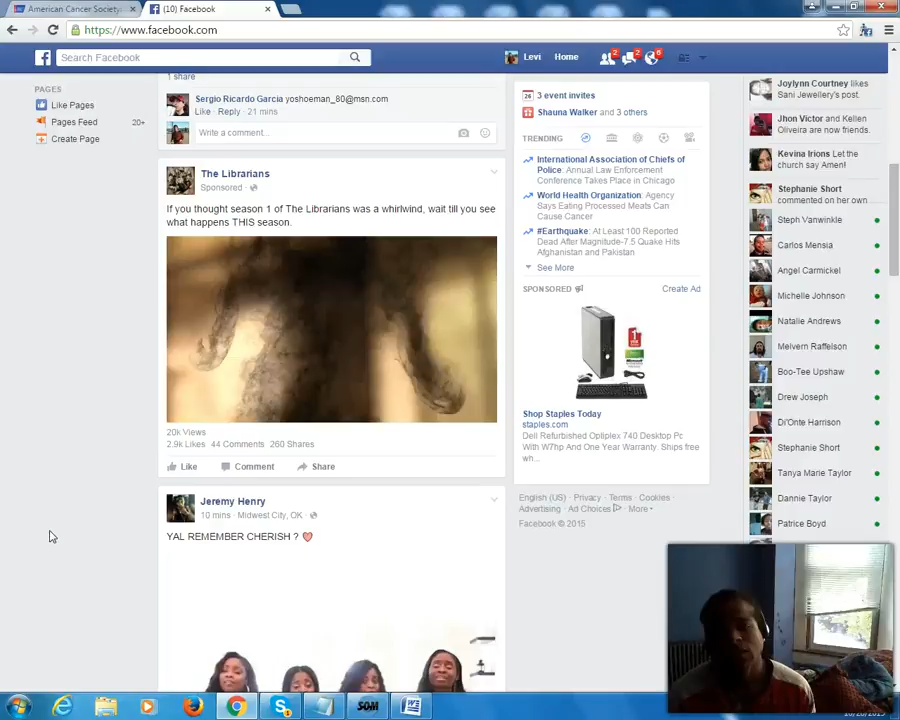 American Cancer Society
(10) Facebook
https://www.facebook.com
Search Facebook
Levi
Home
2
2
6
PAGES
Like Pages
Pages Feed
20+
Create Page
1 share
Sergio Ricardo Garcia yoshoeman_80@msn.com
Like · Reply · 21 mins
Write a comment...
The Librarians
Sponsored ·
If you thought season 1 of The Librarians was a whirlwind, wait till you see
what happens THIS season.
20k Views
2.9k Likes 44 Comments 260 Shares
Like Comment Share
Jeremy Henry
10 mins · Midwest City, OK ·
YAL REMEMBER CHERISH ?
26
3 event invites
Shauna Walker and 3 others
TRENDING
International Association of Chiefs of
Police: Annual Law Enforcement
Conference Takes Place in Chicago
World Health Organization: Agency
Says Eating Processed Meats Can
Cause Cancer
#Earthquake: At Least 100 Reported
Dead After Magnitude-7.5 Quake Hits
Afghanistan and Pakistan
See More
SPONSORED
Create Ad
Shop Staples Today
staples.com
Dell Refurbished Optiplex 740 Desktop Pc
With W7hp And One Year Warranty. Ships free
wh...
English (US) · Privacy · Terms · Cookies ·
Advertising · Ad Choices · More
Facebook © 2015
Joylynn Courtney likes
Sani Jewellery's post.
Jhon Victor and Kellen
Oliveira are now friends.
Kevina Irions Let the
church say Amen!
Stephanie Short
commented on her own
Steph Vanwinkle
Carlos Mensia
Angel Carmickel
Michelle Johnson
Natalie Andrews
Melvern Raffelson
Boo-Tee Upshaw
Drew Joseph
Di'Onte Harrison
Stephanie Short
Tanya Marie Taylor
Dannie Taylor
Patrice Boyd
SOM